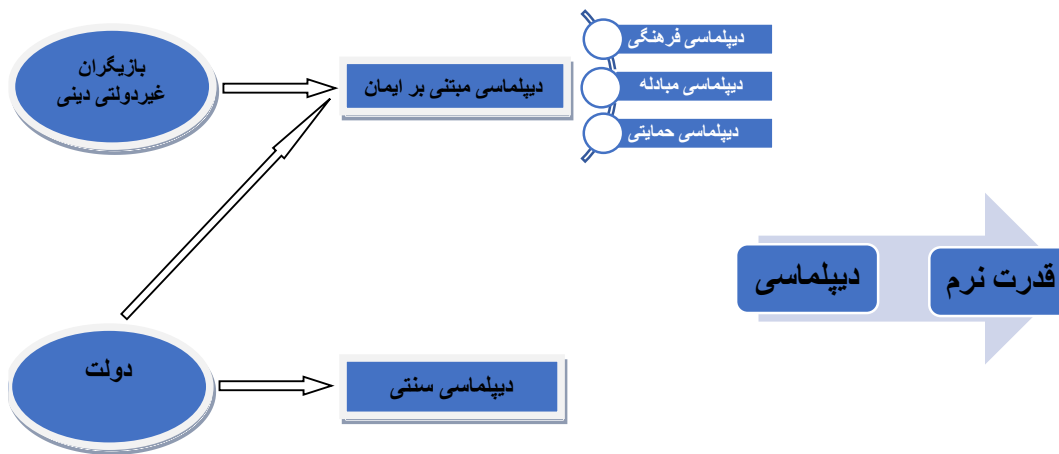 بازیگران
غیردولتی دینی
دیپلماسی مبتنی بر ایمان
دیپلماسی فرهنگی
دیپلماسی مبادله
دیپلماسی حمایتی
دیپلماسی
قدرت نرم
دولت
دیپلماسی سنتی